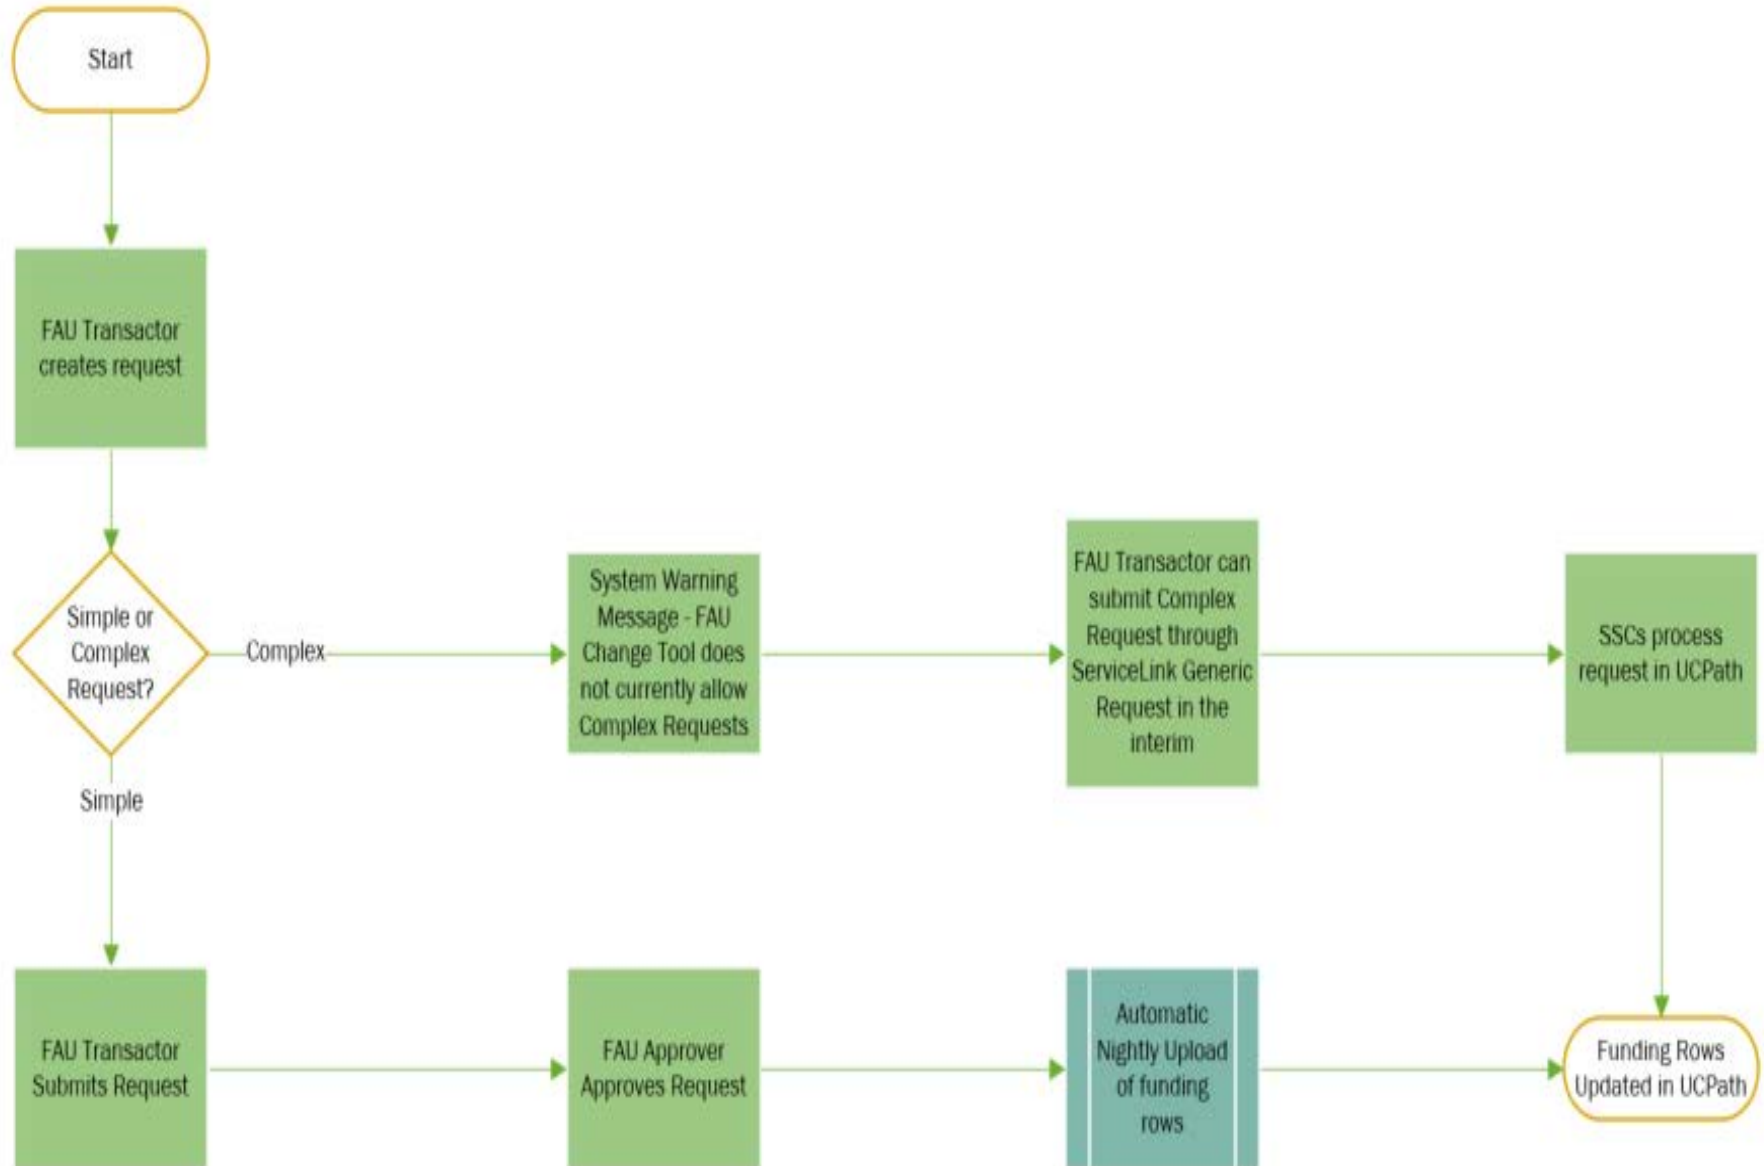 Start
FAU Transactor
creates request
Simple or
Complex
Request?
Complex
System Warning
Message - FAU
Change Tool does
not currently allow
Complex Requests
FAU Transactor can
submit Complex
Request through
ServiceLink Generic
Request in the
interim
SSCs process
request in UCPath
Simple
FAU Transactor
Submits Request
FAU Approver
Approves Request
Automatic
Nightly Upload
of funding
rows
Funding Rows
Updated in UCPath